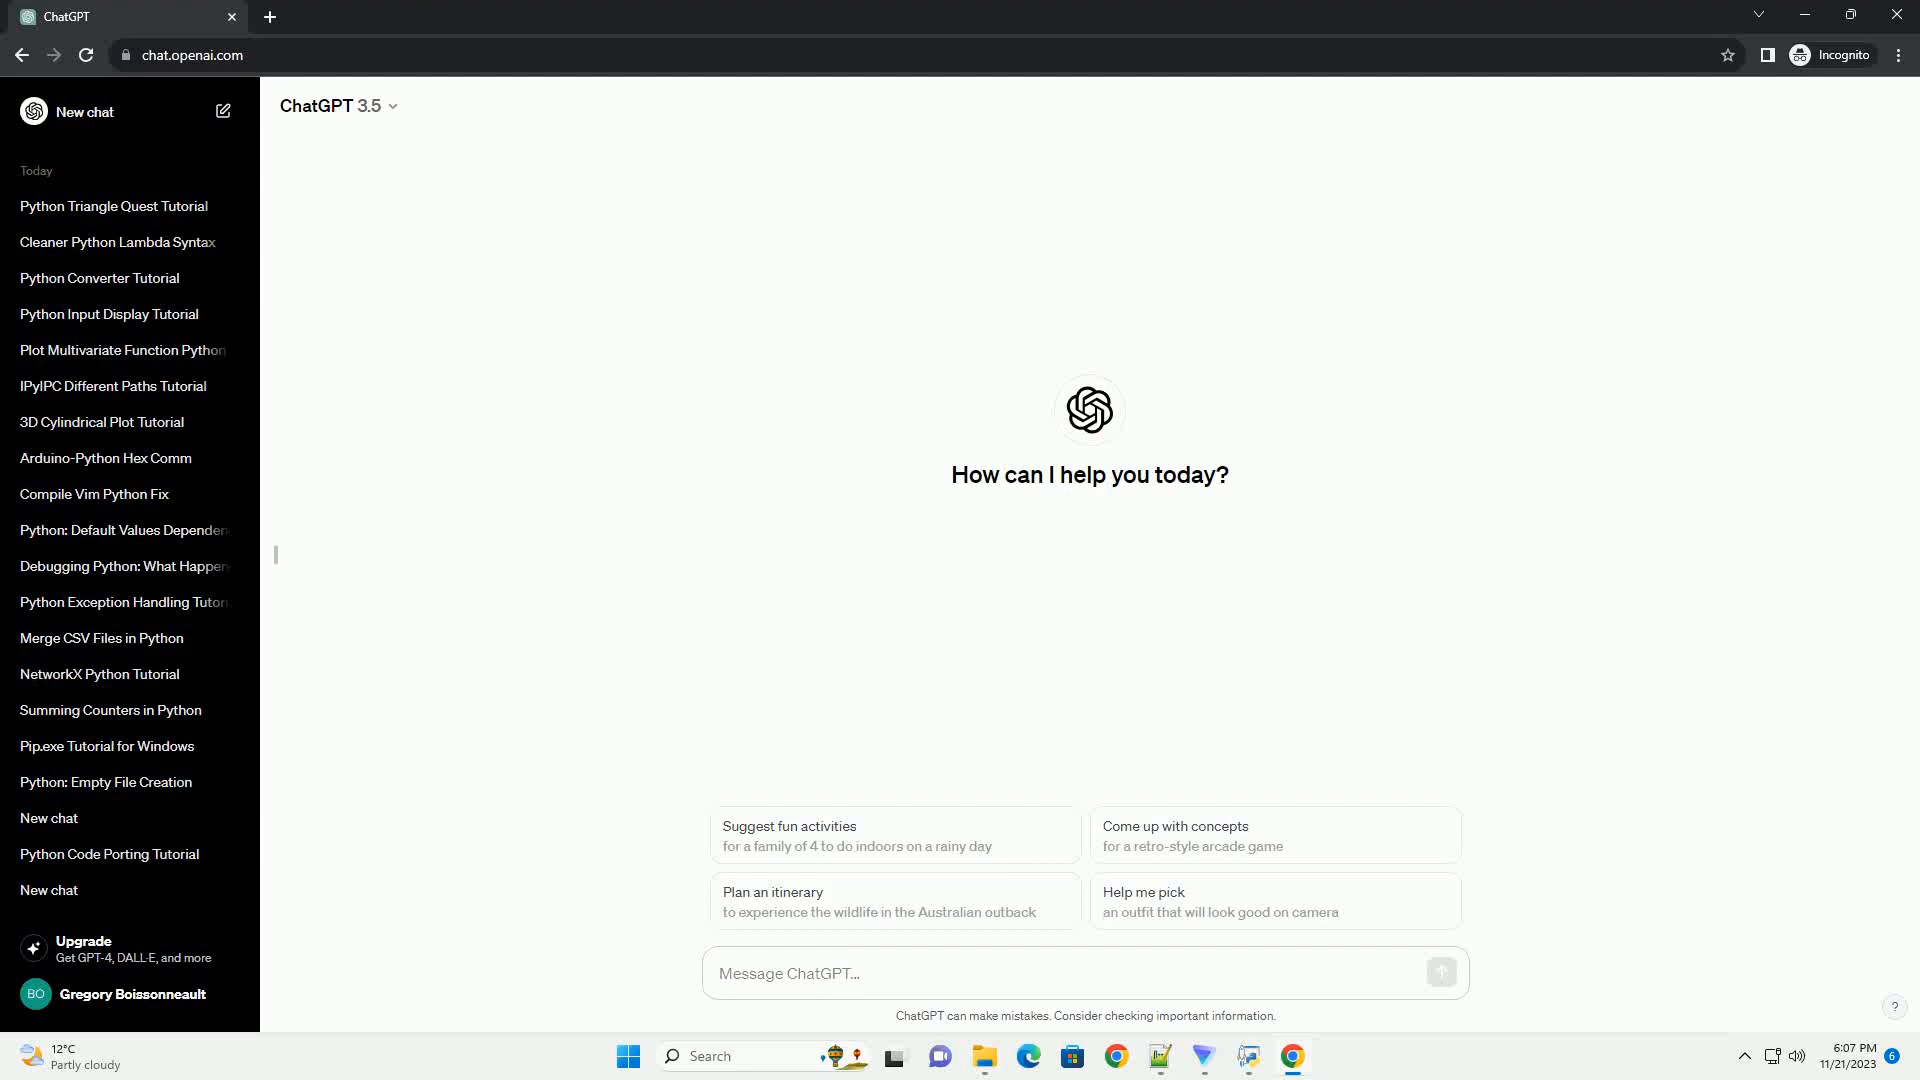 ChatGPT
chat.openai.com
Incognito
New chat
ChatGPT 3.5
Today
Python Triangle Quest Tutorial
Cleaner Python Lambda Syntax
Python Converter Tutorial
Python Input Display Tutorial
Plot Multivariate Function Python
IPyIPC Different Paths Tutorial
3D Cylindrical Plot Tutorial
Arduino-Python Hex Comm
Compile Vim Python Fix
Python: Default Values Dependen
Debugging Python: What Happen
Python Exception Handling Tutor
Merge CSV Files in Python
NetworkX Python Tutorial
Summing Counters in Python
Pip.exe Tutorial for Windows
Python: Empty File Creation
New chat
Python Code Porting Tutorial
New chat
Upgrade
Get GPT-4, DALL·E, and more
BO
Gregory Boissonneault
How can I help you today?
Suggest fun activities
for a family of 4 to do indoors on a rainy day
Come up with concepts
for a retro-style arcade game
Plan an itinerary
to experience the wildlife in the Australian outback
Help me pick
an outfit that will look good on camera
Message ChatGPT...
ChatGPT can make mistakes. Consider checking important information.
?
12°C
Partly cloudy
Search
6:07 PM
11/21/2023
6